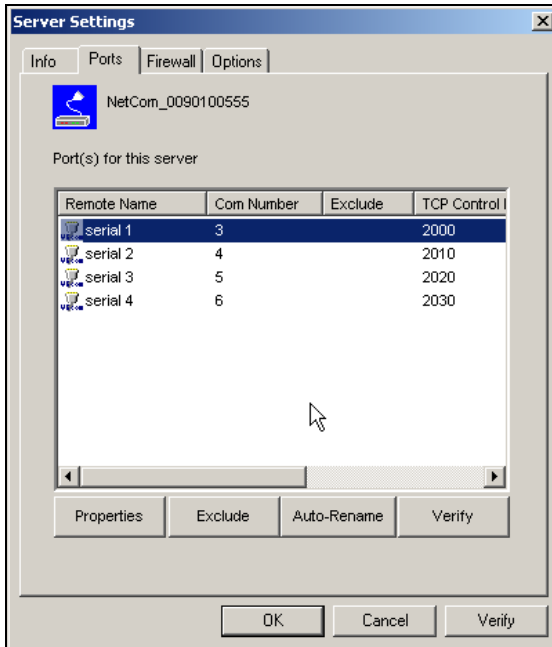 Server Settings
Info Ports Firewall Options
NetCom_0090100555
Port(s) for this server
Remote Name Com Number Exclude TCP Control
serial 1 3 2000
serial 2 4 2010
serial 3 5 2020
serial 4 6 2030
Properties Exclude Auto-Rename Verify
OK Cancel Verify